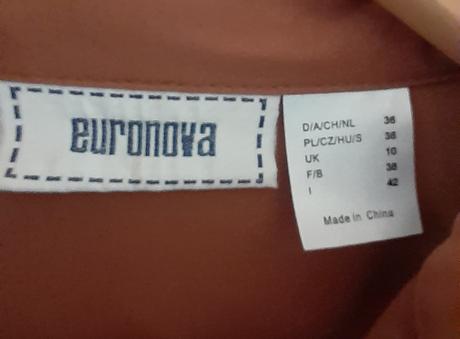 euronova
D/A/CH/NL 36
PL/CZ/HU/S 36
UK 10
F/B 38
I 42
Made in China